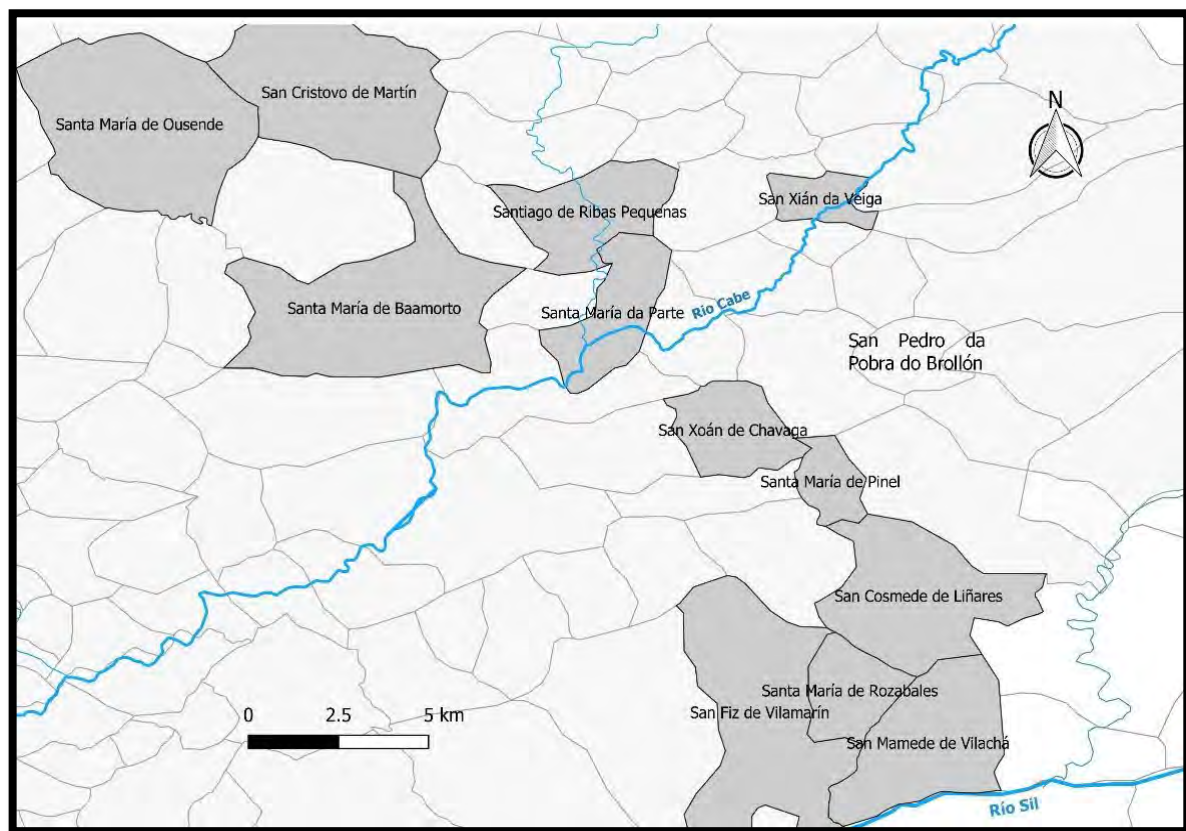 San Cristovo de Martín
N
Santa María de Ousende
San Xián da Veiga
Santiago de Ribas Pequenas
Santa María de Baamorto
Santa María da Parte
Río Cabe
San Pedro da
Pobra do Brollón
San Xoán de Chavaga
Santa María de Pinel
San Cosmede de Liñares
Santa María de Rozabales
San Fiz de Vilamarín
0 2.5 5 km
San Mamede de Vilachá
Río Sil